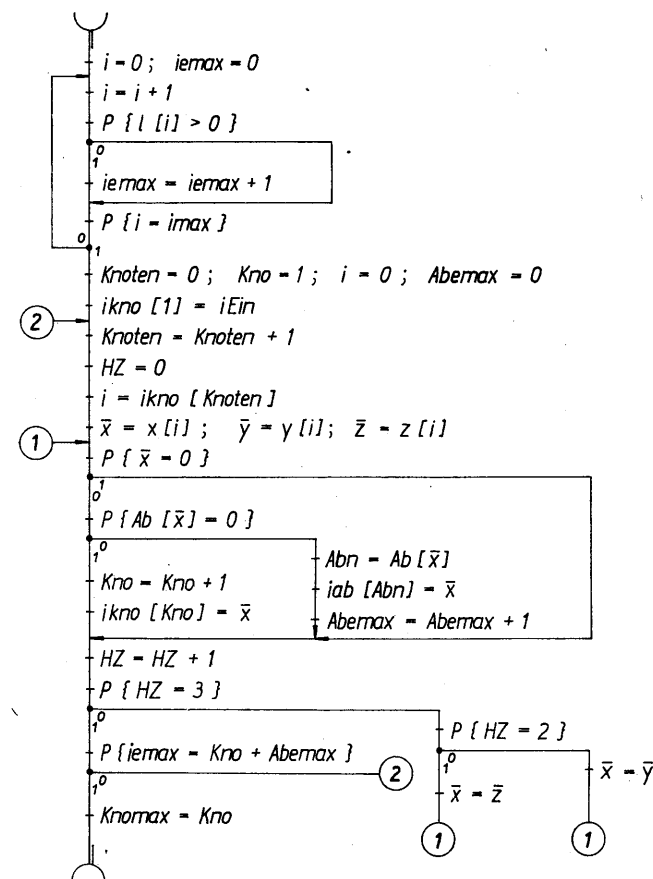 i = 0 ; iemax = 0
i = i + 1
P { l [i] > 0 }
0
1
iemax = iemax + 1
P { i = imax }
0 1
Knoten = 0 ; Kno = 1 ; i = 0 ; Abemax = 0
ikno [1] = iEin
2
Knoten = Knoten + 1
HZ = 0
i = ikno [ Knoten ]
x̄ = x [i] ; ȳ = y [i] ; z̄ = z [i]
1
P { x̄ = 0 }
1
0
P { Ab [x̄] = 0 }
0
1
Abn = Ab [x̄]
Kno = Kno + 1
iab [Abn] = x̄
ikno [Kno] = x̄
Abemax = Abemax + 1
HZ = HZ + 1
P { HZ = 3 }
0
1
P { HZ = 2 }
P { iemax = Kno + Abemax }
0
1
x̄ = ȳ
2
0
1
x̄ = z̄
Knomax = Kno
1 1